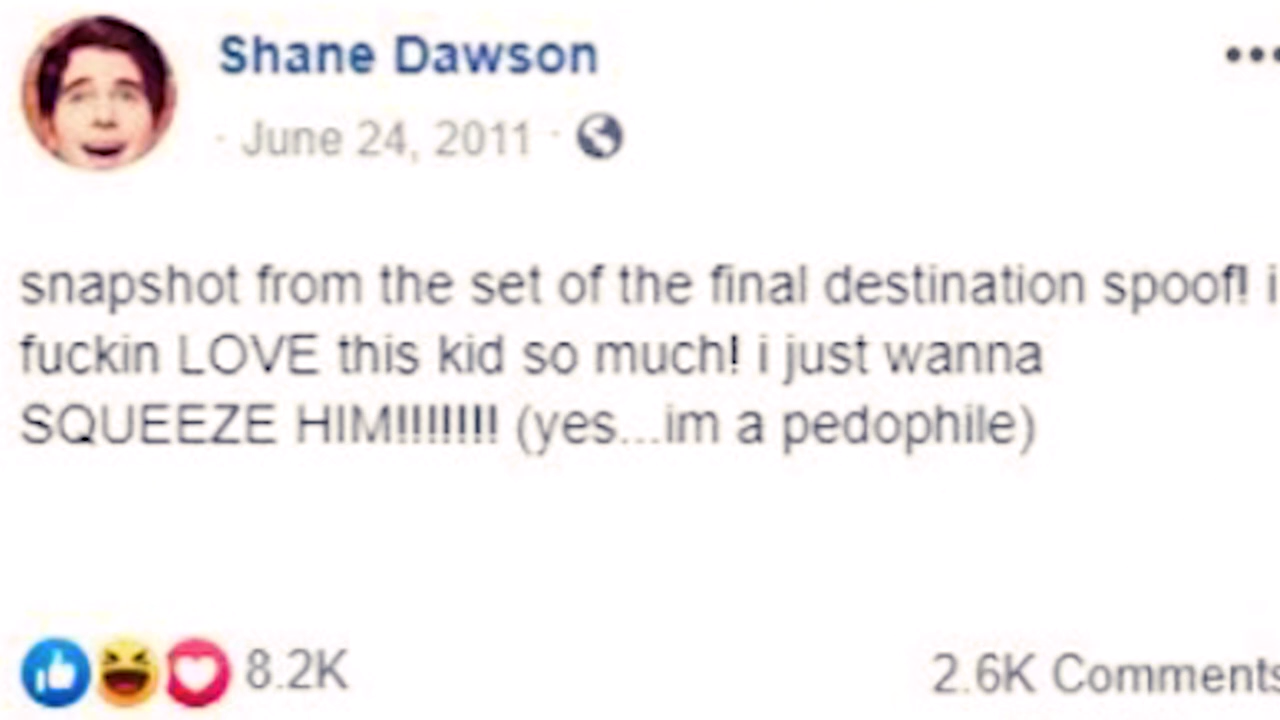 Shane Dawson
· June 24, 2011 ·
snapshot from the set of the final destination spoof! i
fuckin LOVE this kid so much! i just wanna
SQUEEZE HIM!!!!!!! (yes...im a pedophile)
8.2K 2.6K Comments